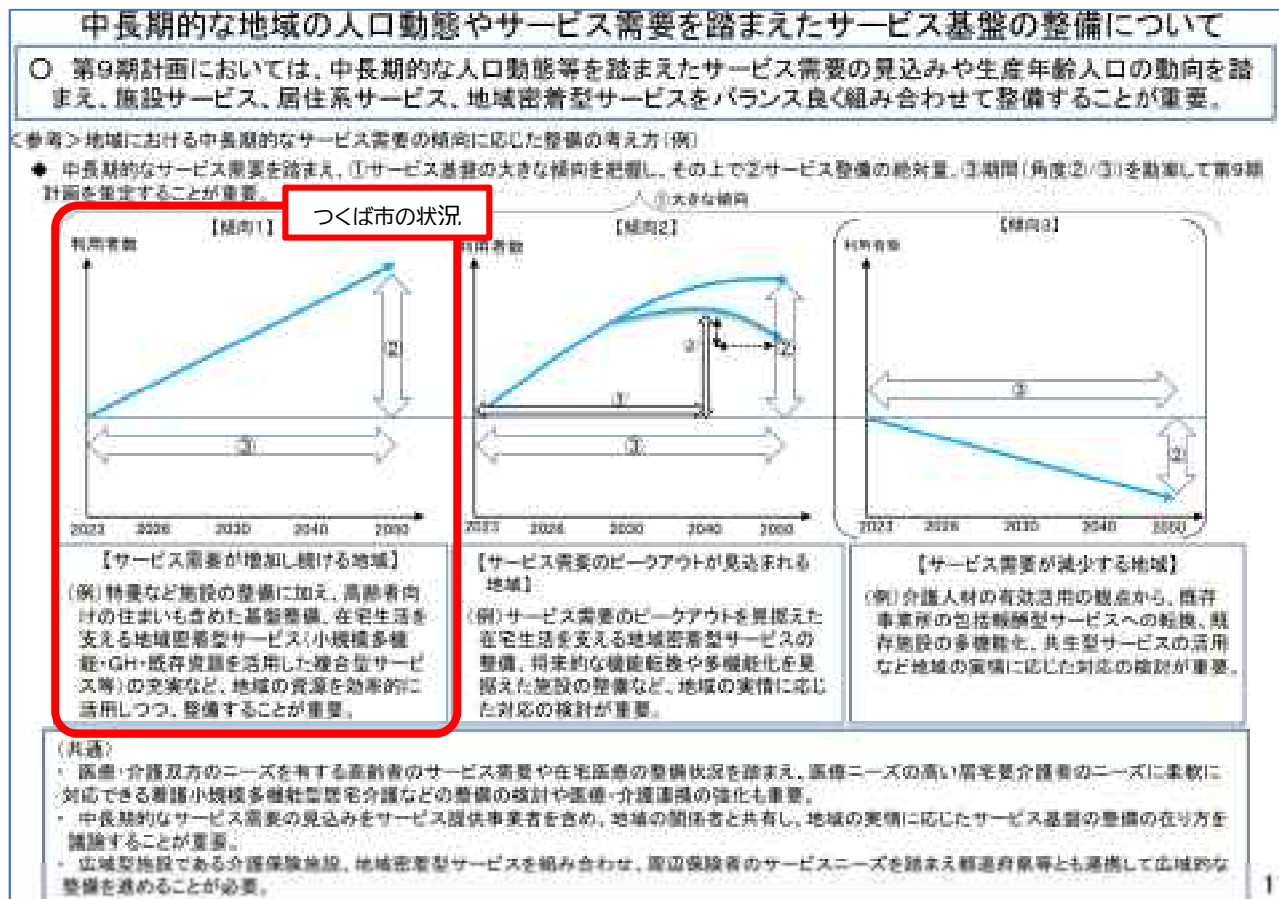 中長期的な地域の人口動態やサービス需要を踏まえたサービス基盤の整備について
○ 第9期計画においては、中長期的な人口動態等を踏まえたサービス需要の見込みや生産年齢人口の動向を踏
まえ、施設サービス、居住系サービス、地域密着型サービスをバランス良く組み合わせて整備することが重要。
<参考>地域における中長期的なサービス需要の傾向に応じた整備の考え方(例)
◆ 中長期的なサービス需要を踏まえ、①サービス基盤の大きな傾向を把握し、その上で②サービス整備の絶対量、③期間(角度:②/③)を勘案して第9期
計画を策定することが重要。
①大きな傾向
つくば市の状況
【傾向1】
利用者数
②
③
2023 2026 2030 2040 2050
【傾向2】
利用者数
②
③
2023 2026 2030 2040 2050
【傾向3】
利用者数
③
②
2023 2026 2030 2040 2050
【サービス需要が増加し続ける地域】
(例)特養など施設の整備に加え、高齢者向
けの住まいも含めた基盤整備、在宅生活を
支える地域密着型サービス(小規模多機
能・GH・既存資源を活用した複合型サービ
ス等)の充実など、地域の資源を効率的に
活用しつつ、整備することが重要。
【サービス需要のピークアウトが見込まれる
地域】
(例)サービス需要のピークアウトを見据えた
在宅生活を支える地域密着型サービスの
整備、将来的な機能転換や多機能化を見
据えた施設の整備など、地域の実情に応じ
た対応の検討が重要。
【サービス需要が減少する地域】
(例)介護人材の有効活用の観点から、既存
事業所の包括報酬型サービスへの転換、既
存施設の多機能化、共生型サービスの活用
など地域の実情に応じた対応の検討が重要。
(共通)
・ 医療・介護双方のニーズを有する高齢者のサービス需要や在宅医療の整備状況を踏まえ、医療ニーズの高い居宅要介護者のニーズに柔軟に
対応できる看護小規模多機能型居宅介護などの整備の検討や医療・介護連携の強化も重要。
・ 中長期的なサービス需要の見込みをサービス提供事業者を含め、地域の関係者と共有し、地域の実情に応じたサービス基盤の整備の在り方を
議論することが重要。
・ 広域型施設である介護保険施設、地域密着型サービスを組み合わせ、周辺保険者のサービスニーズを踏まえ都道府県等とも連携して広域的な
整備を進めることが必要。
1